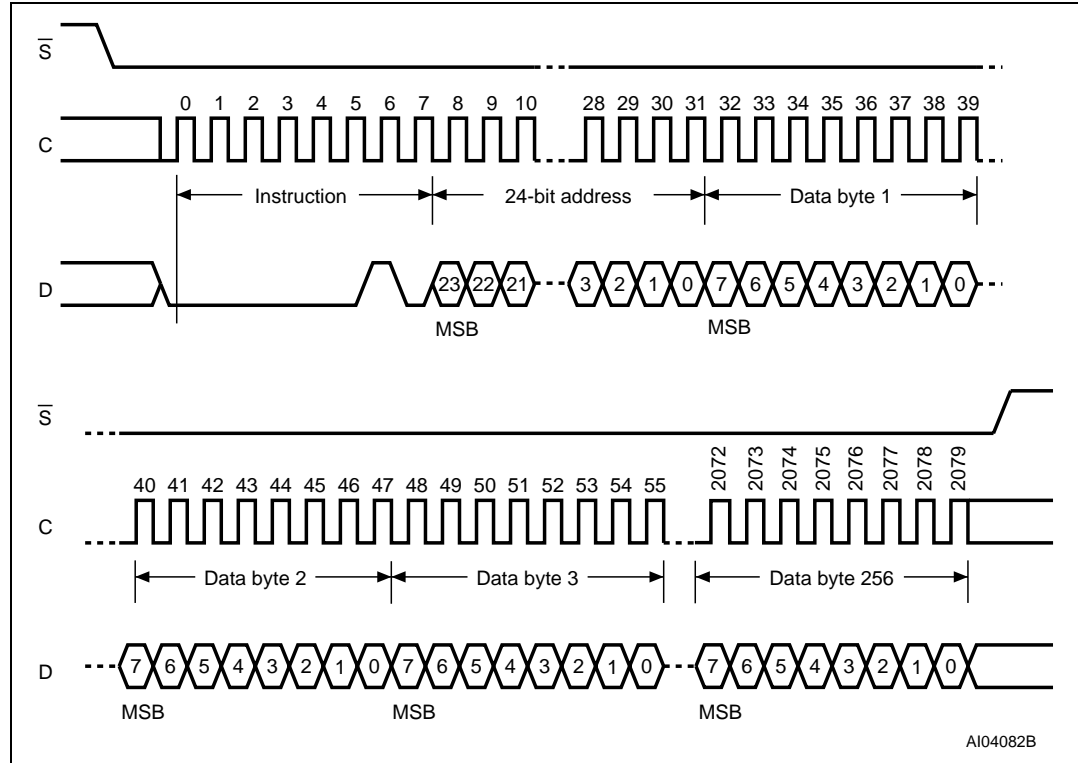 S
0 1 2 3 4 5 6 7 8 9 10 28 29 30 31 32 33 34 35 36 37 38 39
C
Instruction 24-bit address Data byte 1
D 23 22 21 3 2 1 0 7 6 5 4 3 2 1 0
MSB MSB
S
40 41 42 43 44 45 46 47 48 49 50 51 52 53 54 55 2072 2073 2074 2075 2076 2077 2078 2079
C
Data byte 2 Data byte 3 Data byte 256
D 7 6 5 4 3 2 1 0 7 6 5 4 3 2 1 0 7 6 5 4 3 2 1 0
MSB MSB MSB
AI04082B